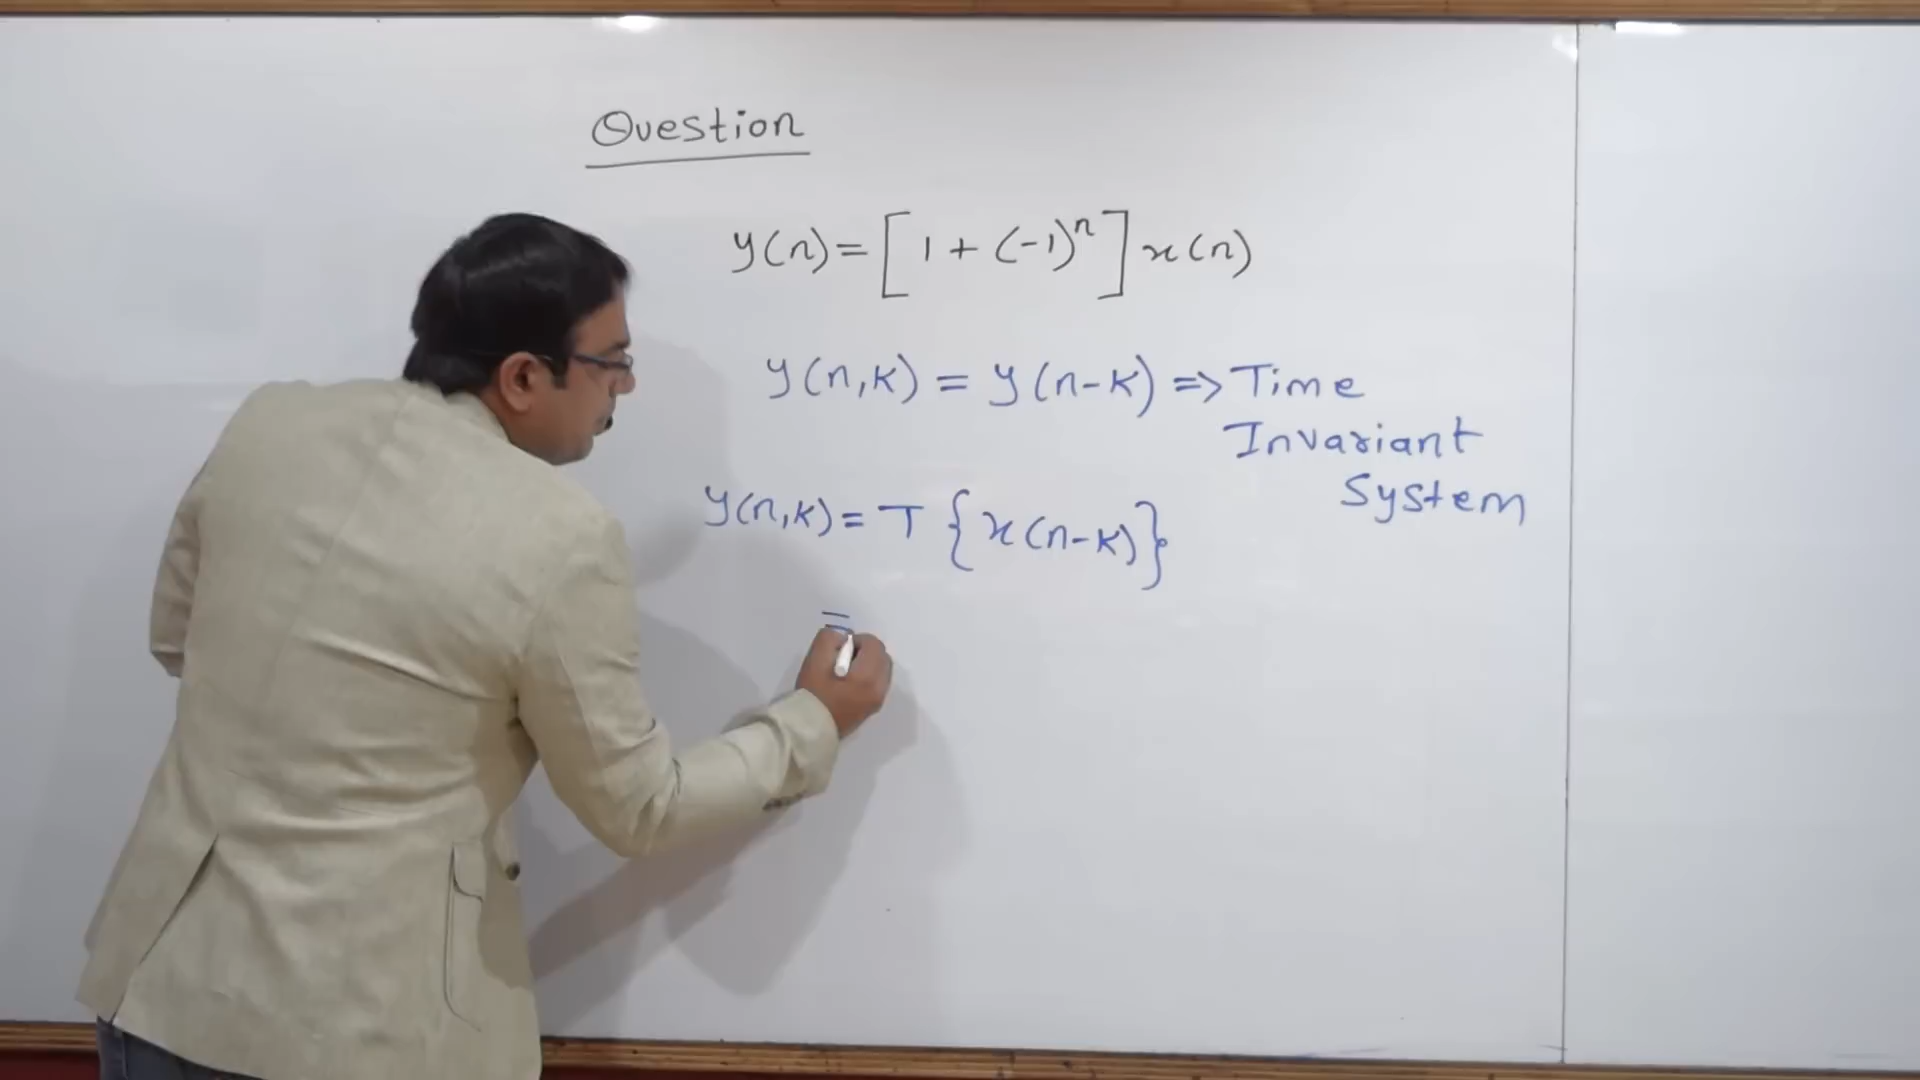 Question
y(n)= [ 1 + (-1)ⁿ ] x(n)
y(n,k) = y(n-k) => Time
Invariant
System
y(n,k)= T {x(n-k)}
=